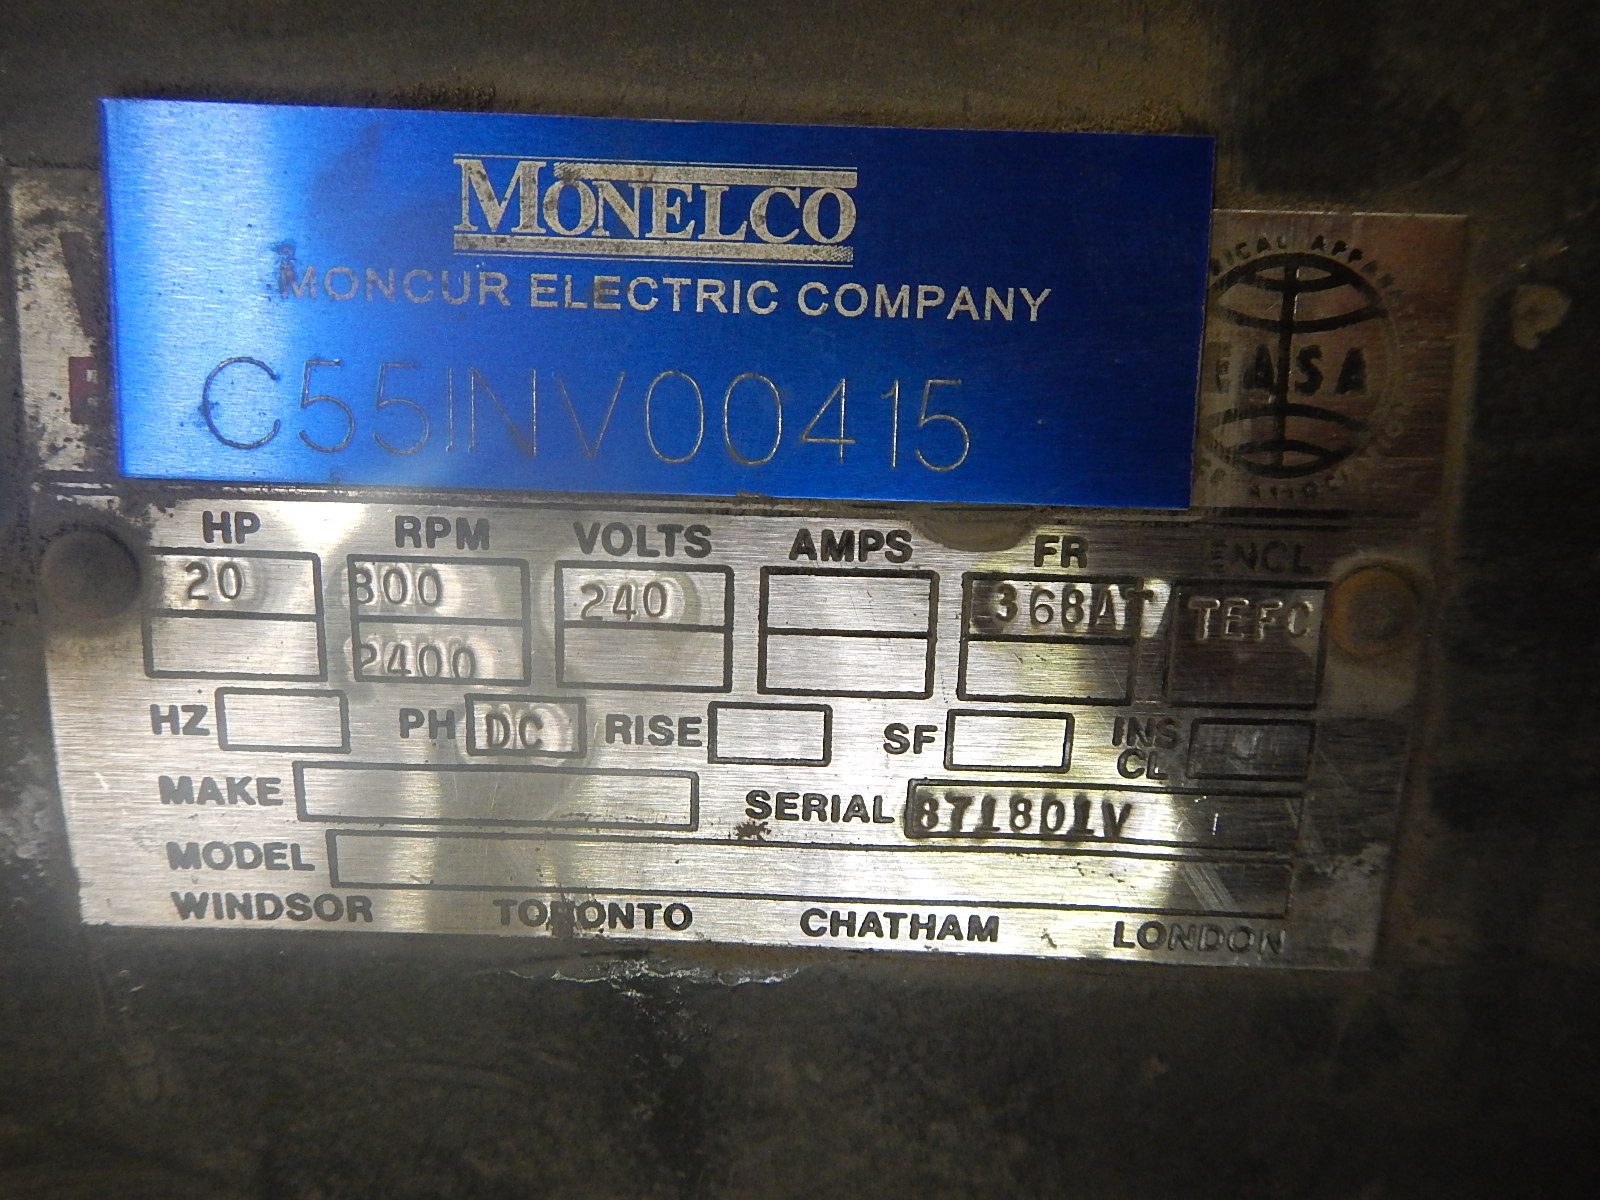 MONELCO
MONCUR ELECTRIC COMPANY
C55INV00415
EASA
HP RPM VOLTS AMPS FR ENCL
20 800 240 368AT TEFC
2400
HZ PH DC RISE SF INS CL
MAKE SERIAL 871801V
MODEL
WINDSOR TORONTO CHATHAM LONDON